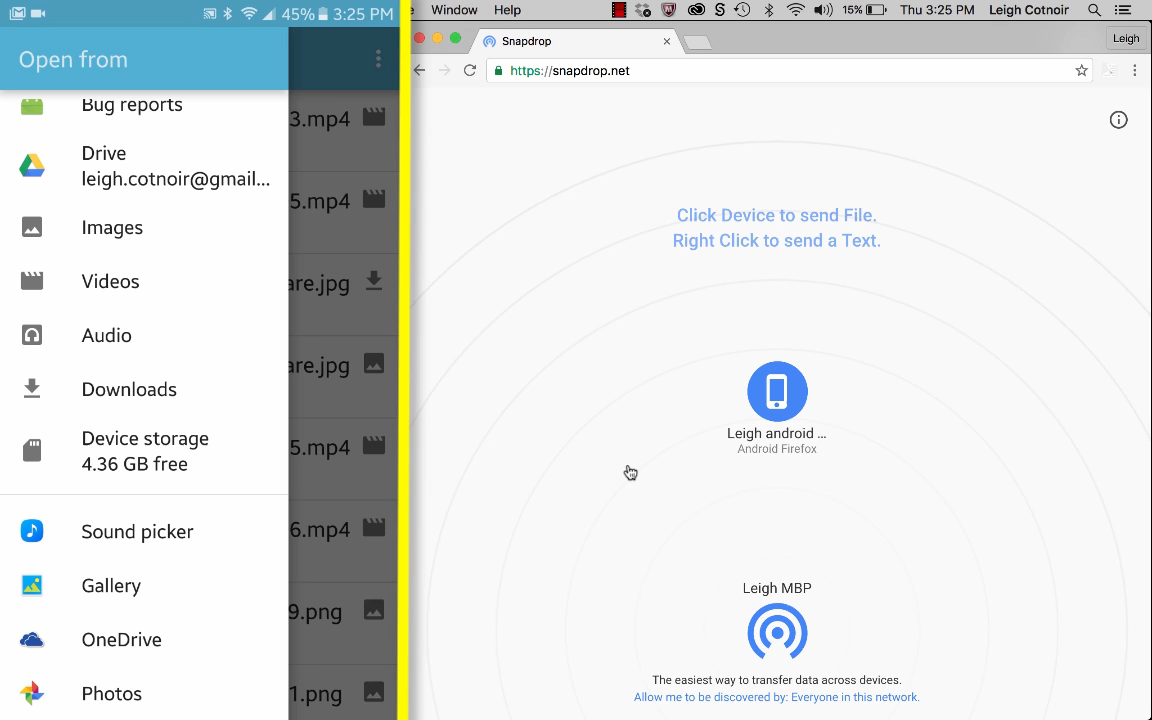 45% 3:25 PM
Open from
Bug reports
Drive
leigh.cotnoir@gmail...
Images
Videos
Audio
Downloads
Device storage
4.36 GB free
Sound picker
Gallery
OneDrive
Photos
3.mp4
5.mp4
are.jpg
are.jpg
5.mp4
6.mp4
9.png
1.png
Window Help 15% Thu 3:25 PM Leigh Cotnoir
Snapdrop
Leigh
https://snapdrop.net
Click Device to send File.
Right Click to send a Text.
Leigh android ...
Android Firefox
Leigh MBP
The easiest way to transfer data across devices.
Allow me to be discovered by: Everyone in this network.